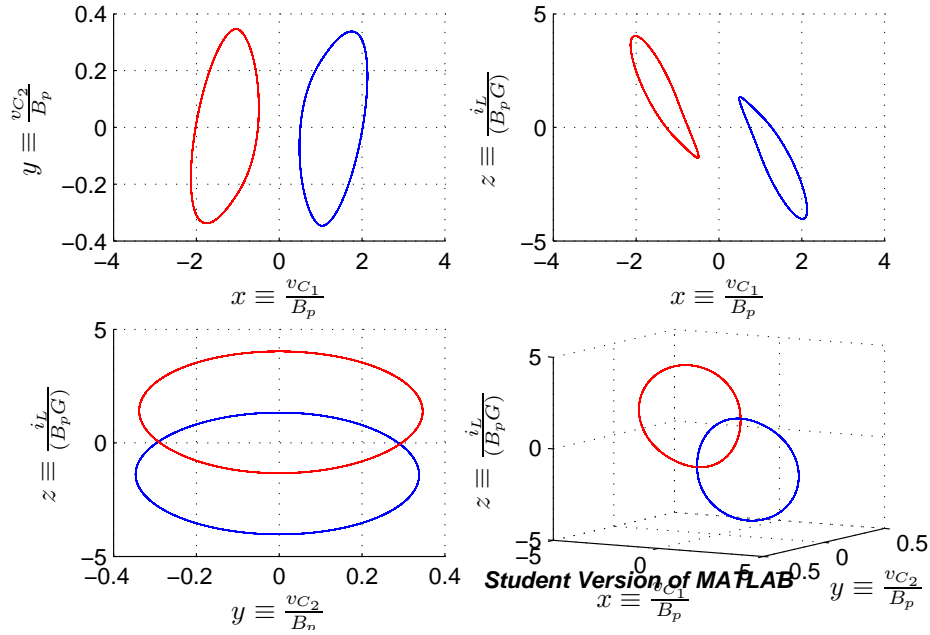 0.4
0.2
0
−0.2
−0.4
−4 −2 0 2 4
y ≡ v_{C_2}/B_p
x ≡ v_{C_1}/B_p
5
0
−5
−4 −2 0 2 4
z ≡ i_L/(B_pG)
x ≡ v_{C_1}/B_p
5
0
−5
−0.4 −0.2 0 0.2 0.4
z ≡ i_L/(B_pG)
y ≡ v_{C_2}/B_p
5
0
−5
−5 0 5
−0.5 0 0.5
z ≡ i_L/(B_pG)
x ≡ v_{C_1}/B_p
y ≡ v_{C_2}/B_p
Student Version of MATLAB